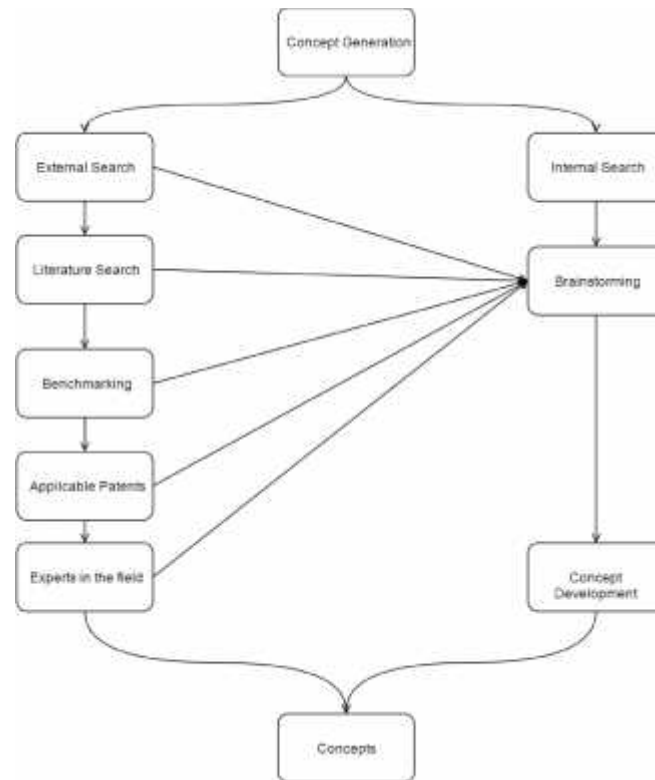 Concept Generation
External Search
Internal Search
Literature Search
Brainstorming
Benchmarking
Applicable Patents
Experts in the field
Concept
Development
Concepts